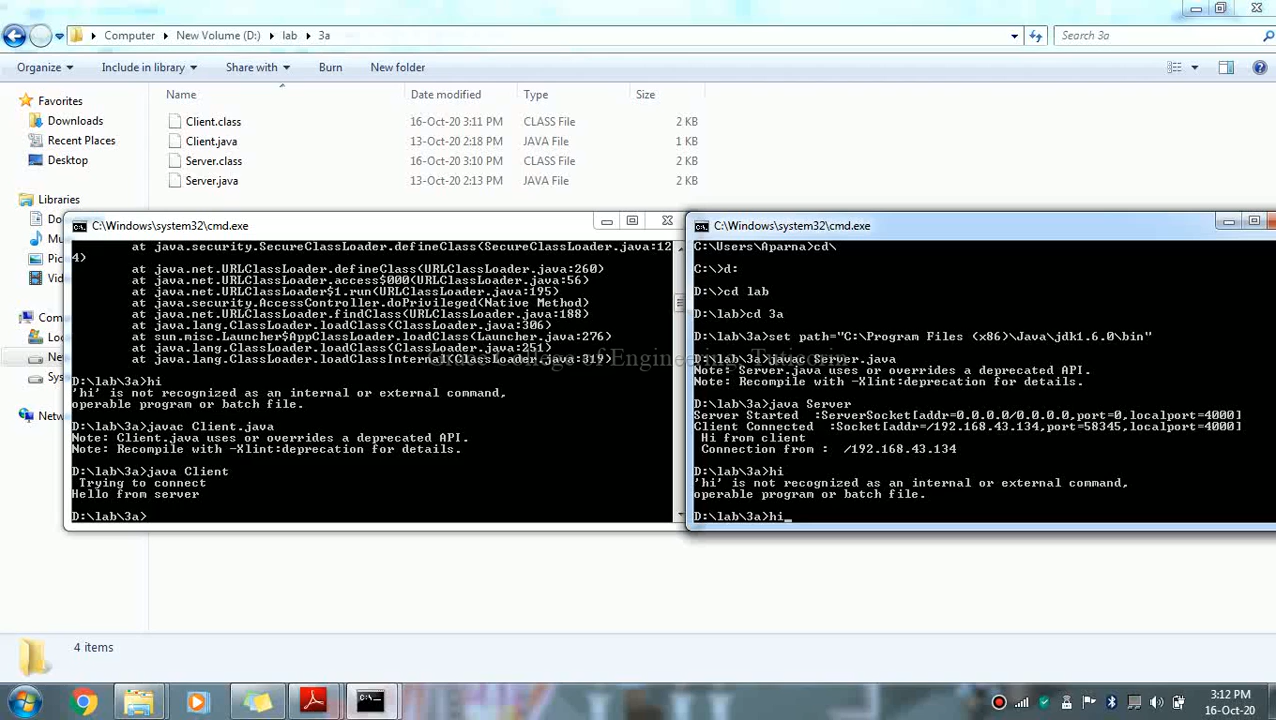 Computer New Volume (D:) lab 3a
Search 3a
Organize Include in library Share with Burn New folder
Name Date modified Type Size
Favorites
Downloads
Recent Places
Desktop
Libraries
Do
Mu
Pic
Vid
Com
Lo
Ne
Sys
Netw
Client.class 16-Oct-20 3:11 PM CLASS File 2 KB
Client.java 13-Oct-20 2:18 PM JAVA File 1 KB
Server.class 16-Oct-20 3:10 PM CLASS File 2 KB
Server.java 13-Oct-20 2:13 PM JAVA File 2 KB
C:\Windows\system32\cmd.exe
at java.security.SecureClassLoader.defineClass(SecureClassLoader.java:12
4)
at java.net.URLClassLoader.defineClass(URLClassLoader.java:260)
at java.net.URLClassLoader.access$000(URLClassLoader.java:56)
at java.net.URLClassLoader$1.run(URLClassLoader.java:195)
at java.security.AccessController.doPrivileged(Native Method)
at java.net.URLClassLoader.findClass(URLClassLoader.java:188)
at java.lang.ClassLoader.loadClass(ClassLoader.java:306)
at sun.misc.Launcher$AppClassLoader.loadClass(Launcher.java:276)
at java.lang.ClassLoader.loadClass(ClassLoader.java:251)
at java.lang.ClassLoader.loadClassInternal(ClassLoader.java:319)
D:\lab\3a>hi
'hi' is not recognized as an internal or external command,
operable program or batch file.
D:\lab\3a>javac Client.java
Note: Client.java uses or overrides a deprecated API.
Note: Recompile with -Xlint:deprecation for details.
D:\lab\3a>java Client
Trying to connect
Hello from server
D:\lab\3a>
C:\Windows\system32\cmd.exe
C:\Users\Aparna>cd\
C:\>d:
D:\>cd lab
D:\lab>cd 3a
D:\lab\3a>set path="C:\Program Files (x86)\Java\jdk1.6.0\bin"
D:\lab\3a>javac Server.java
Note: Server.java uses or overrides a deprecated API.
Note: Recompile with -Xlint:deprecation for details.
D:\lab\3a>java Server
Server Started :ServerSocket[addr=0.0.0.0/0.0.0.0,port=0,localport=4000]
Client Connected :Socket[addr=/192.168.43.134,port=58345,localport=4000]
Hi from client
Connection from : /192.168.43.134
D:\lab\3a>hi
'hi' is not recognized as an internal or external command,
operable program or batch file.
D:\lab\3a>hi_
College of Engineering, Tuticorin
4 items
3:12 PM
16-Oct-20